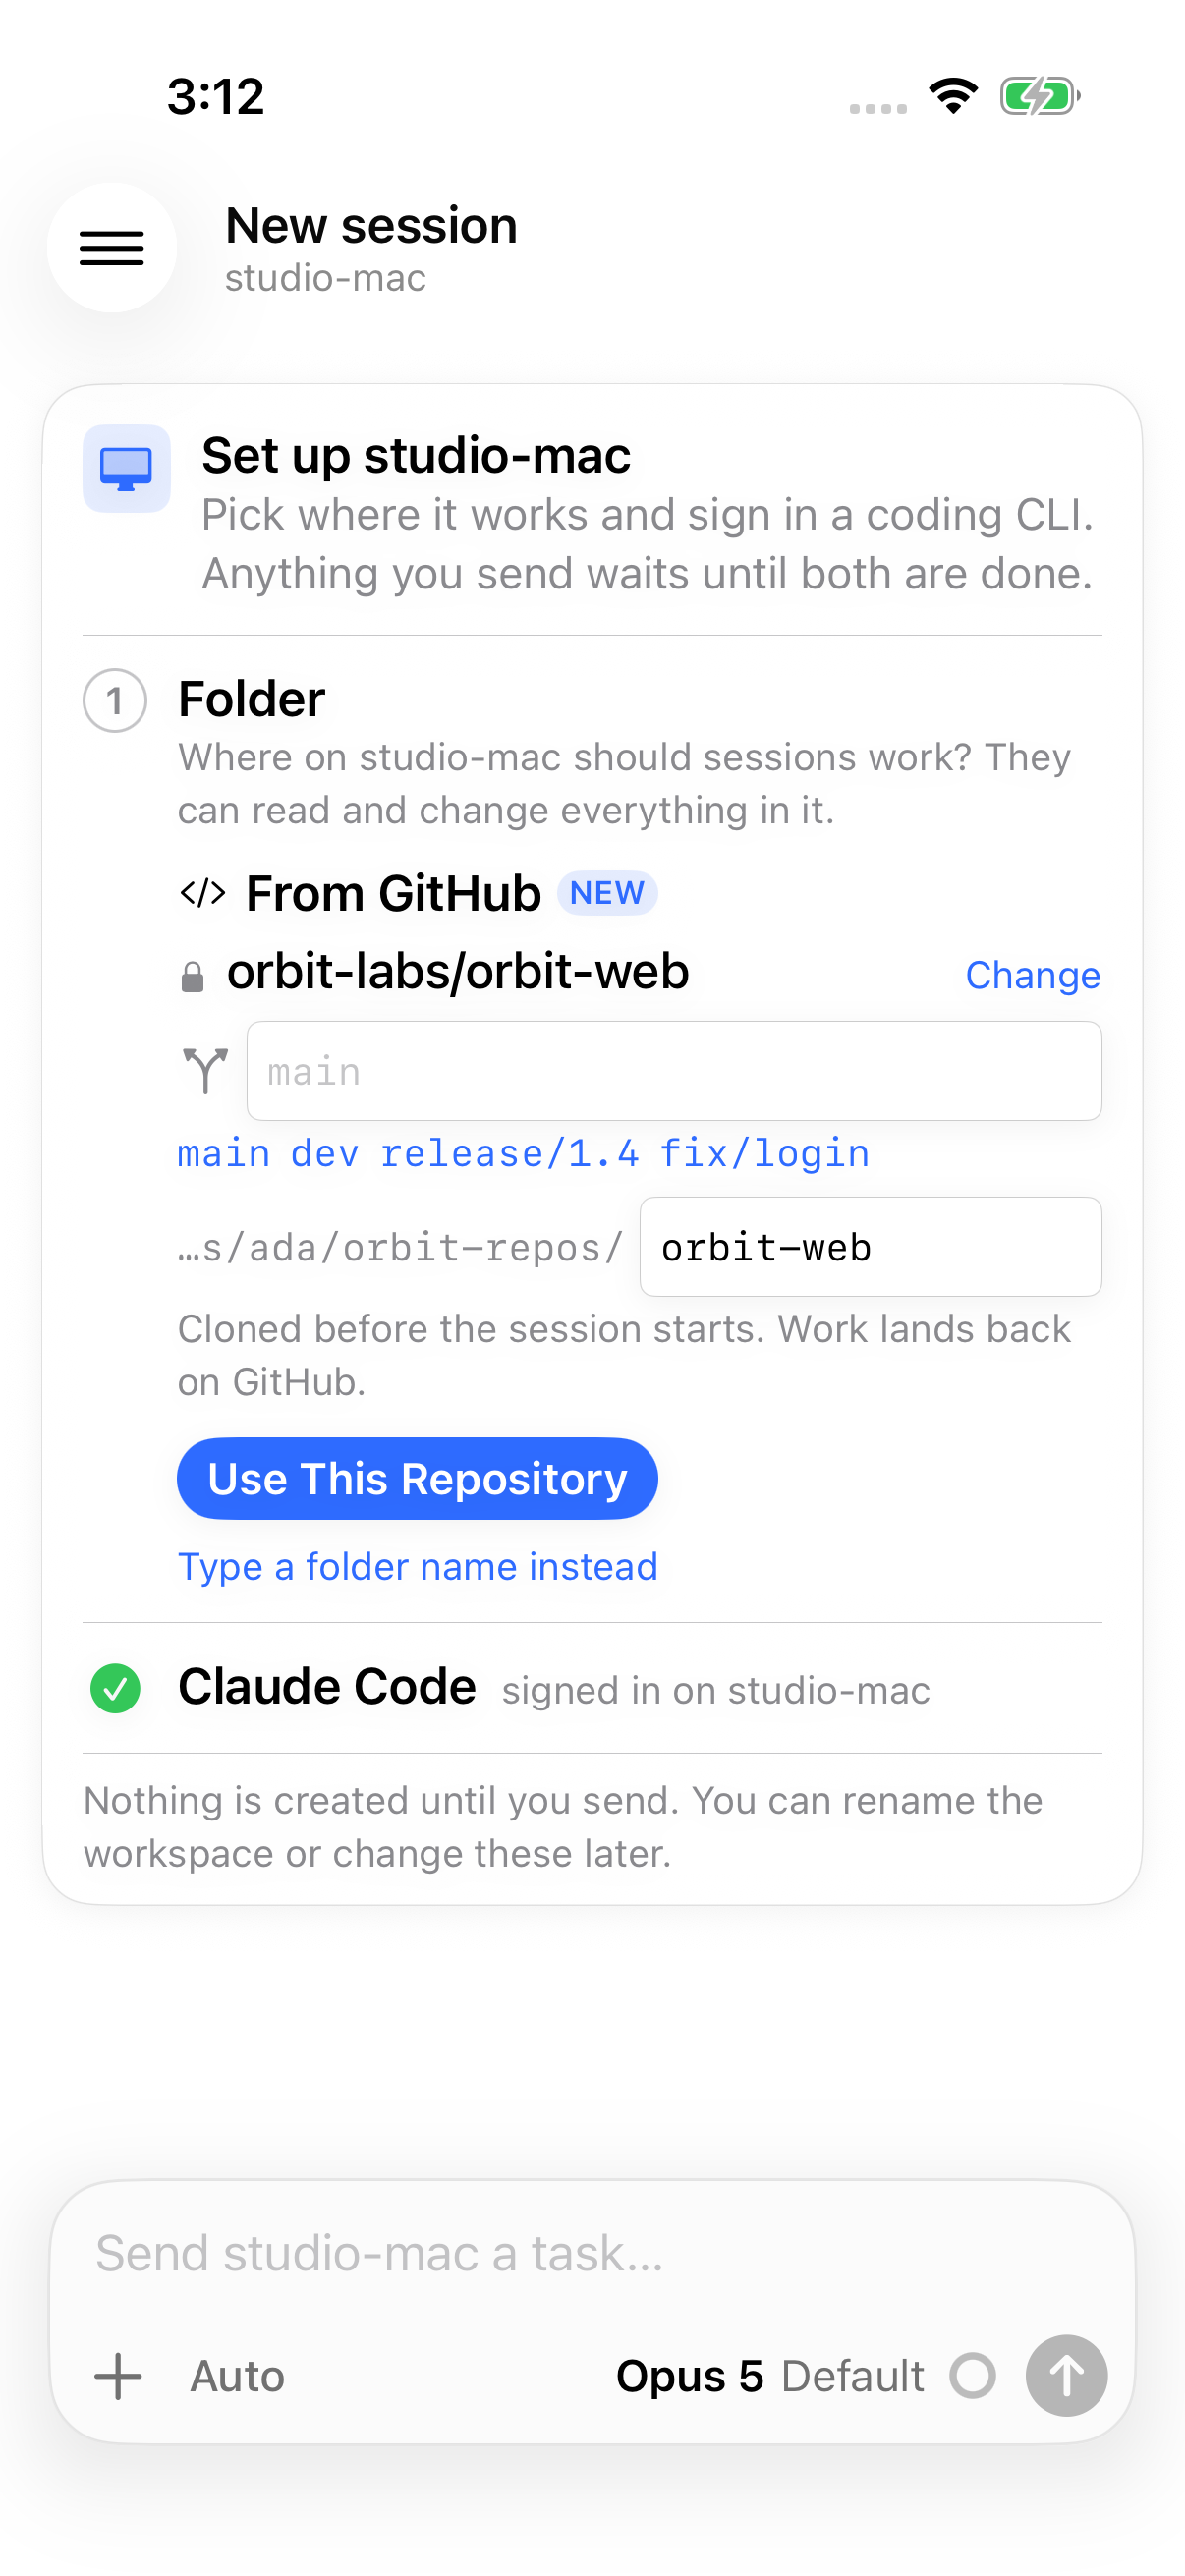 3:12
New session
studio-mac
Set up studio-mac
Pick where it works and sign in a coding CLI.
Anything you send waits until both are done.
1 Folder
Where on studio-mac should sessions work? They
can read and change everything in it.
</> From GitHub NEW
orbit-labs/orbit-web Change
main
main dev release/1.4 fix/login
…s/ada/orbit-repos/ orbit-web
Cloned before the session starts. Work lands back
on GitHub.
Use This Repository
Type a folder name instead
Claude Code signed in on studio-mac
Nothing is created until you send. You can rename the
workspace or change these later.
Send studio-mac a task...
Auto Opus 5 Default